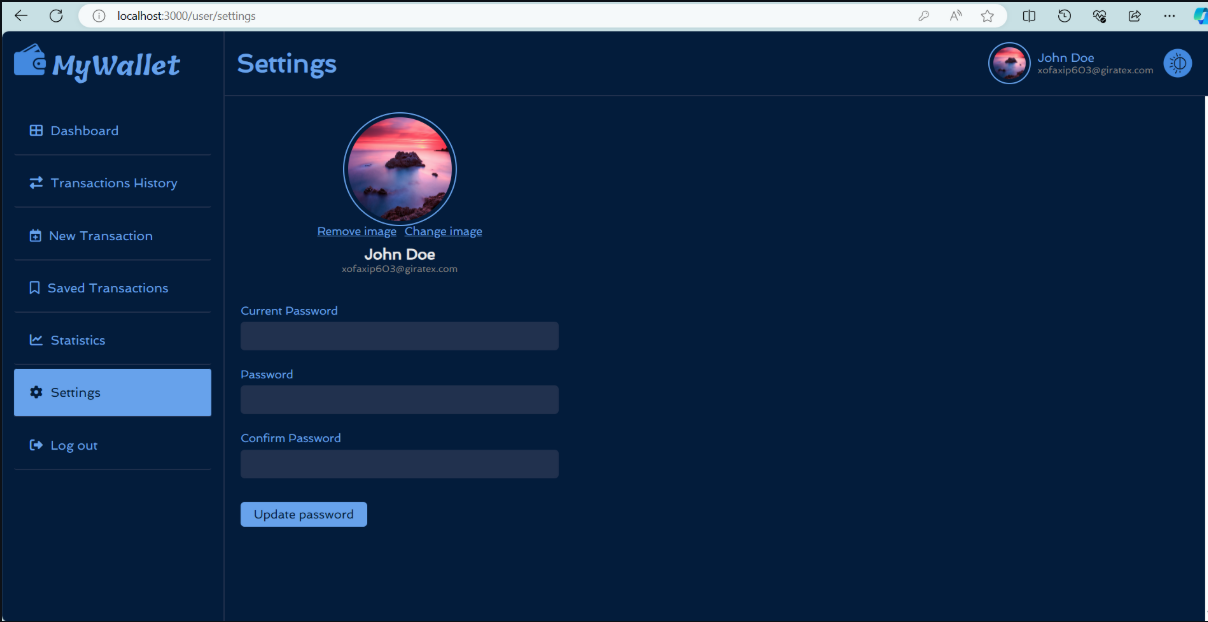 localhost:3000/user/settings
MyWallet
Settings
John Doe
xofaxip603@giratex.com
Dashboard
Transactions History
New Transaction
Saved Transactions
Statistics
Settings
Log out
Remove image Change image
John Doe
xofaxip603@giratex.com
Current Password
Password
Confirm Password
Update password